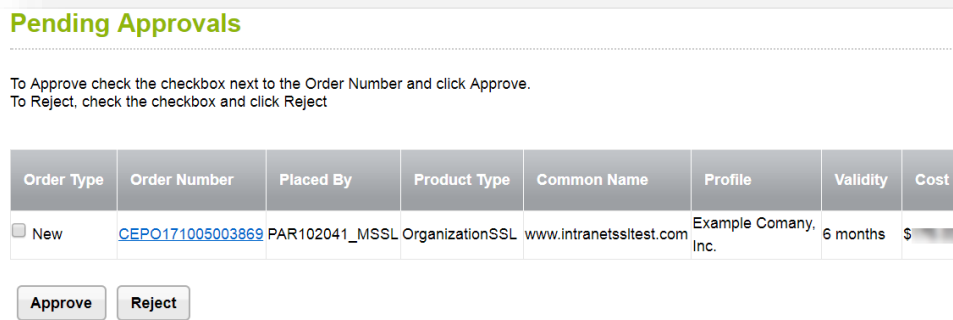 Pending Approvals
To Approve check the checkbox next to the Order Number and click Approve.
To Reject, check the checkbox and click Reject
Order Type Order Number Placed By Product Type Common Name Profile Validity Cost
New CEPO171005003869 PAR102041_MSSL OrganizationSSL www.intranetssltest.com Example Comany, Inc. 6 months $
Approve Reject